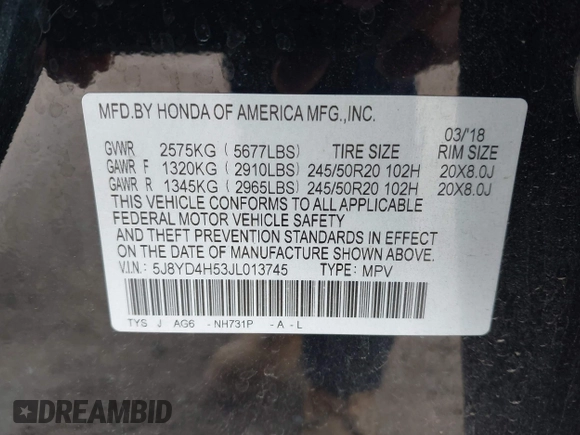 MFD.BY HONDA OF AMERICA MFG.,INC.
03/'18
GVWR 2575KG (5677LBS) TIRE SIZE RIM SIZE
GAWR F 1320KG (2910LBS) 245/50R20 102H 20X8.0J
GAWR R 1345KG (2965LBS) 245/50R20 102H 20X8.0J
THIS VEHICLE CONFORMS TO ALL APPLICABLE
FEDERAL MOTOR VEHICLE SAFETY
AND THEFT PREVENTION STANDARDS IN EFFECT
ON THE DATE OF MANUFACTURE SHOWN ABOVE.
V.I.N.: 5J8YD4H53JL013745 TYPE: MPV
TYS J AG6 -NH731P -A-L
DREAMBID